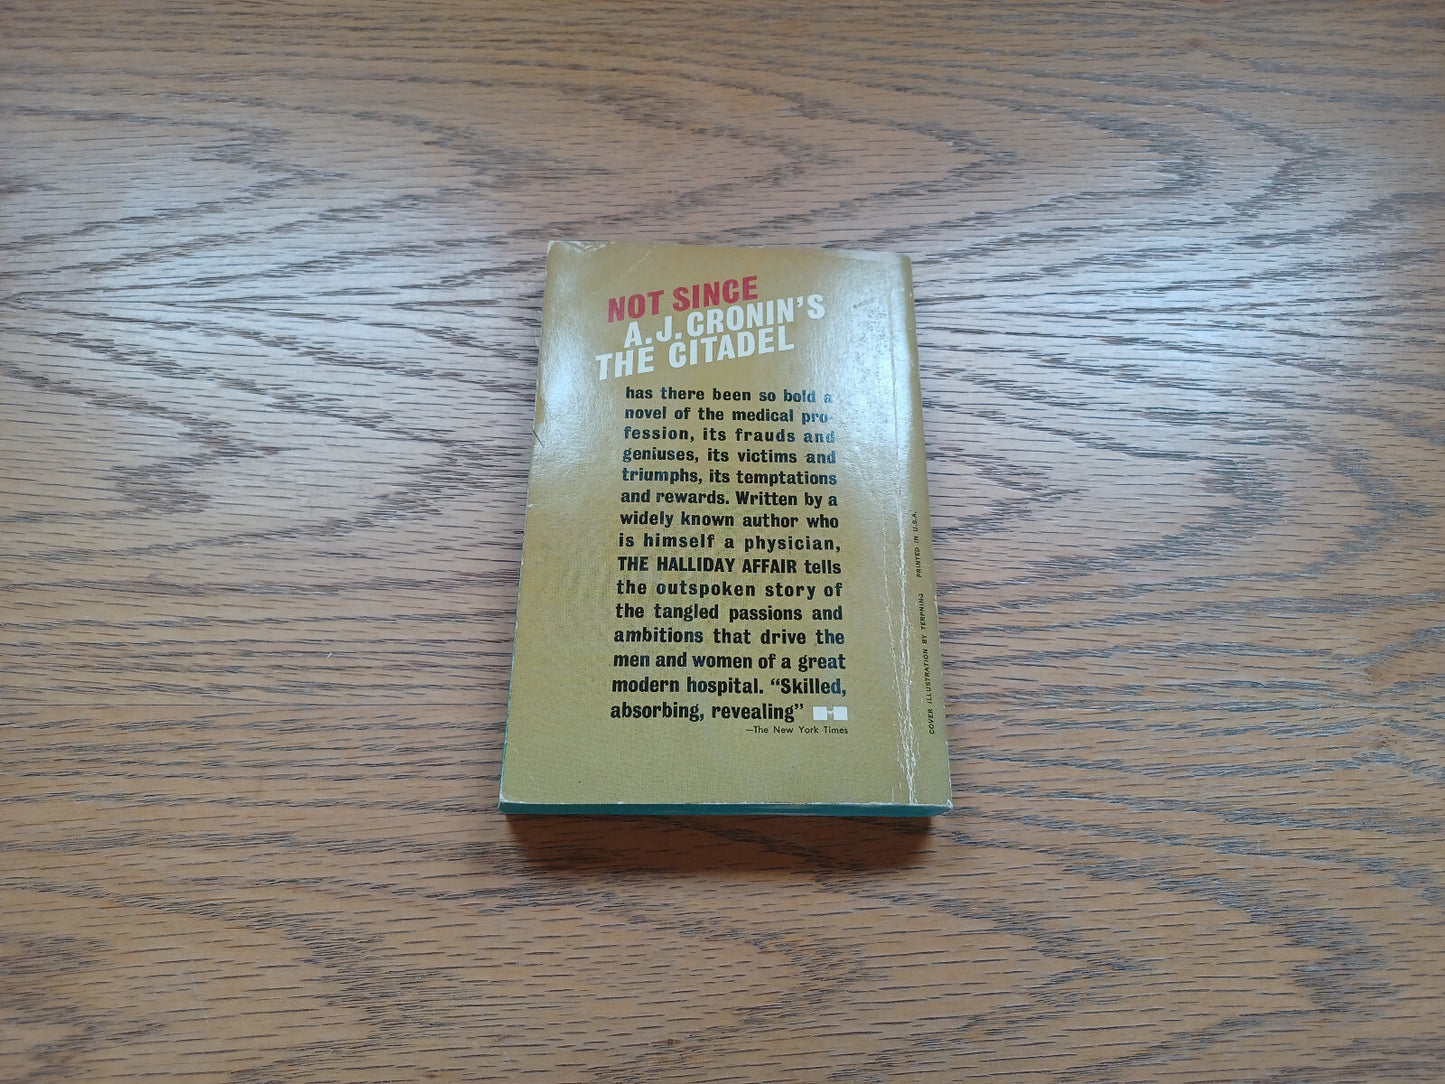 NOT SINCE
A.J. CRONIN'S
THE CITADEL
has there been so bold a
novel of the medical pro-
fession, its frauds and
geniuses, its victims and
triumphs, its temptations
and rewards. Written by a
widely known author who
is himself a physician,
THE HALLIDAY AFFAIR tells
the outspoken story of
the tangled passions and
ambitions that drive the
men and women of a great
modern hospital. "Skilled,
absorbing, revealing"
—The New York Times
COVER ILLUSTRATION BY TERPNING PRINTED IN U.S.A.